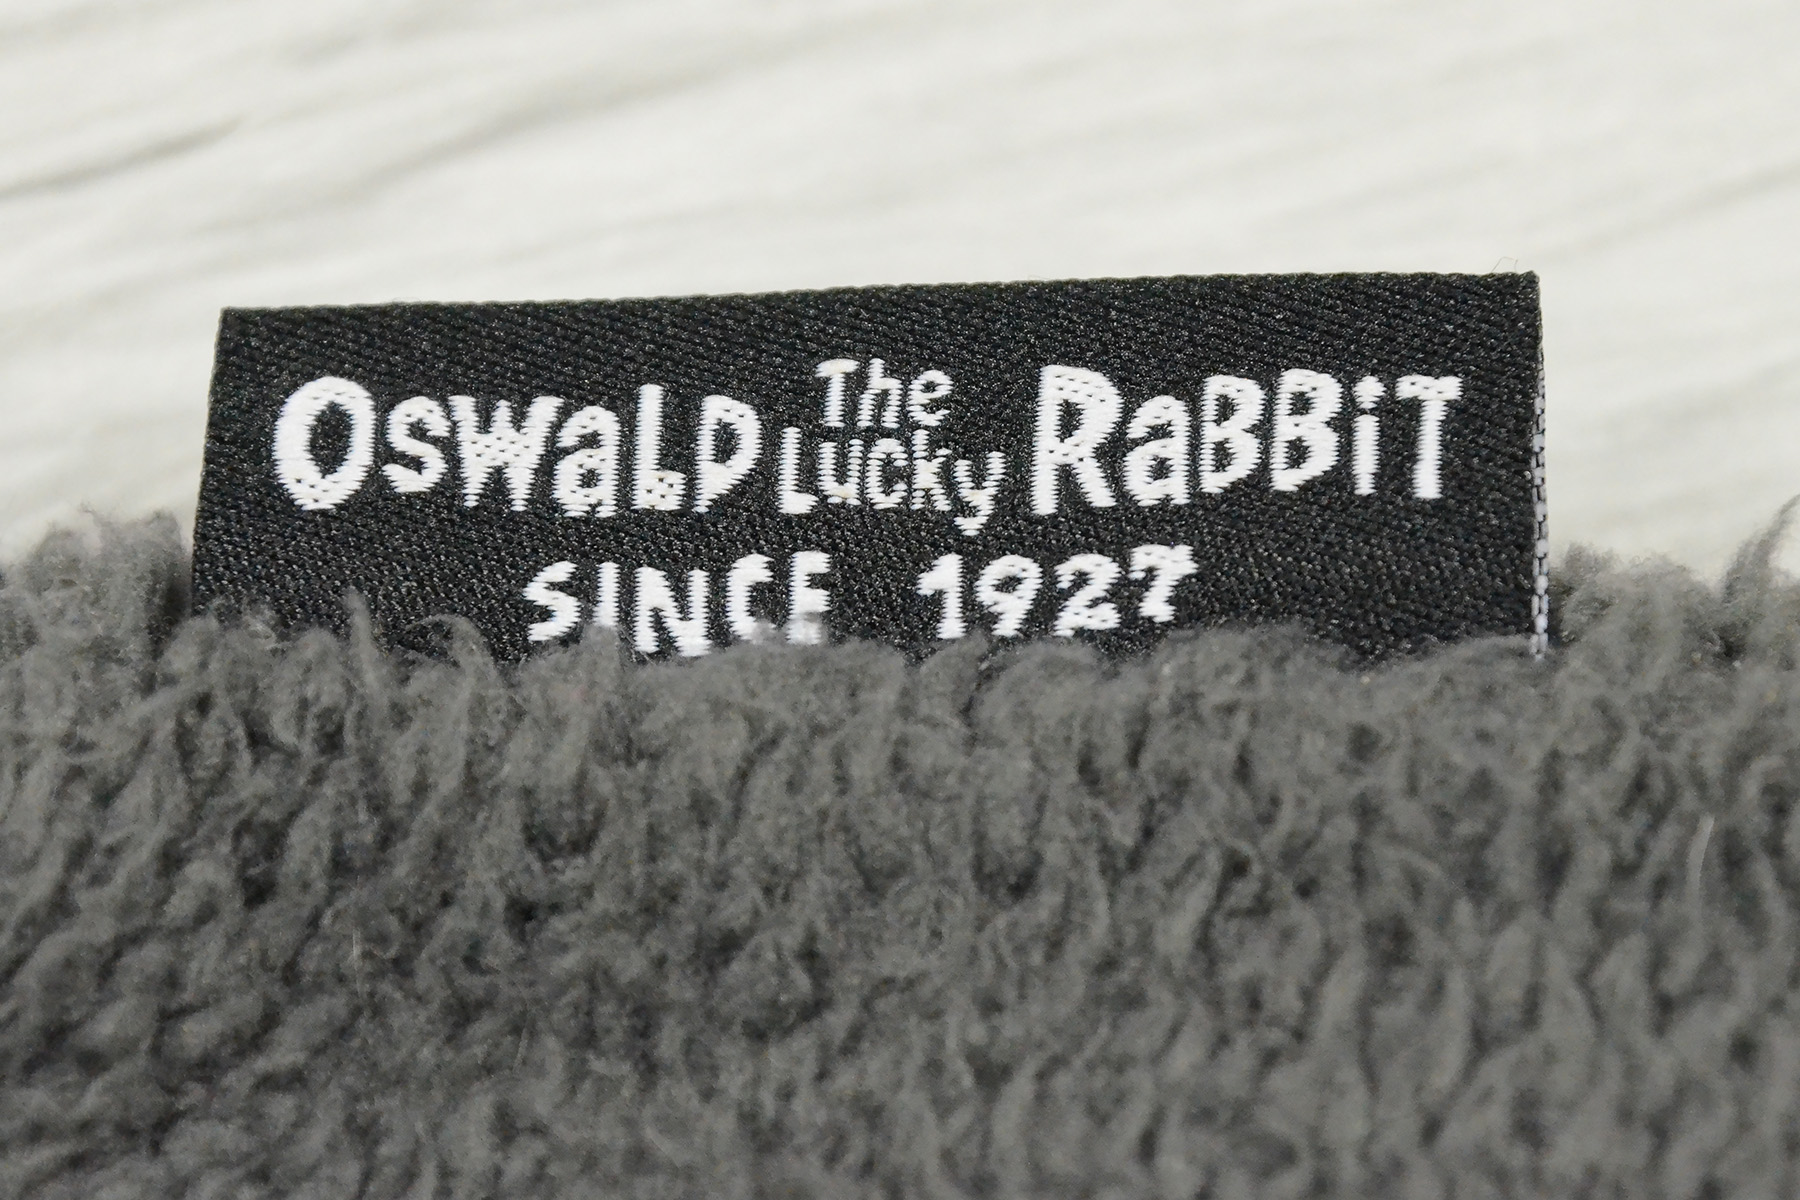 Oswald The Lucky Rabbit
SINCE 1927